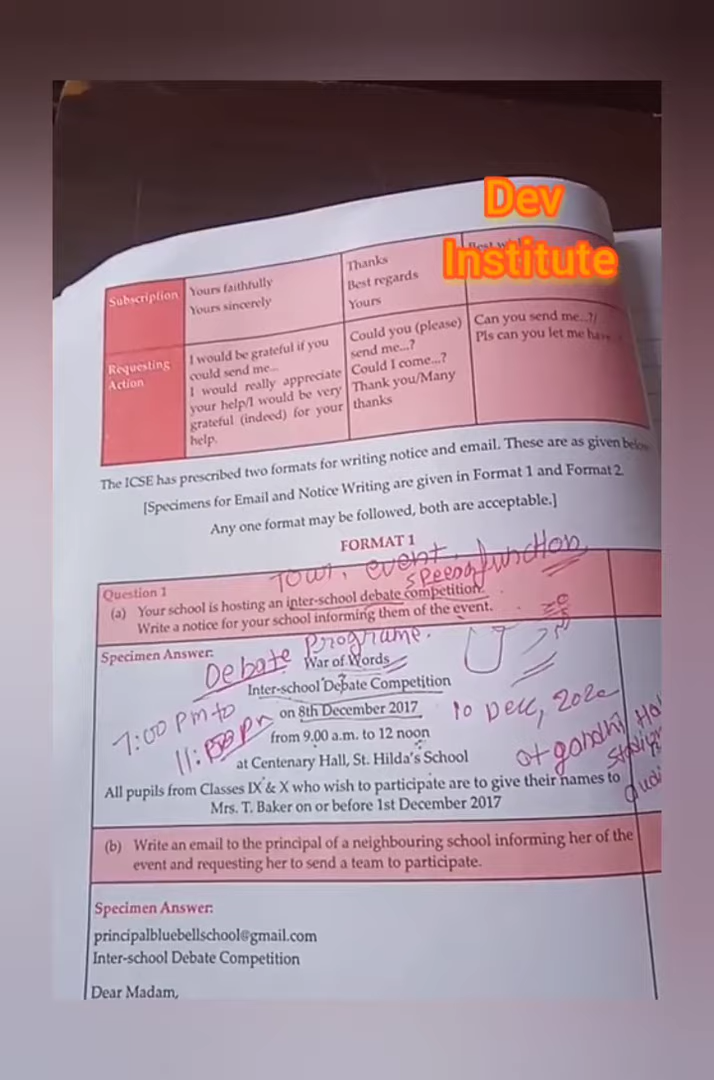 Dev
Institute
Subscription
Yours faithfully
Yours sincerely
Thanks
Best regards
Yours
Requesting
Action
I would be grateful if you
could send me...
I would really appreciate
your help/I would be very
grateful (indeed) for your
help.
Could you (please)
send me...?
Could I come...?
Thank you/Many
thanks
Can you send me...?/
Pls can you let me have
The ICSE has prescribed two formats for writing notice and email. These are as given below
[Specimens for Email and Notice Writing are given in Format 1 and Format 2.
Any one format may be followed, both are acceptable.]
FORMAT 1
Tour, event, function
Speech
Question 1
(a) Your school is hosting an inter-school debate competition.
Write a notice for your school informing them of the event.
Specimen Answer:
Debate Programe.
War of Words
Inter-school Debate Competition
on 8th December 2017
10 Dec, 202
7:00 pm to
11: pm
from 9.00 a.m. to 12 noon
at Centenary Hall, St. Hilda's School
at gandhi
All pupils from Classes IX & X who wish to participate are to give their names to
Mrs. T. Baker on or before 1st December 2017
(b) Write an email to the principal of a neighbouring school informing her of the
event and requesting her to send a team to participate.
Specimen Answer:
principalbluebellschool@gmail.com
Inter-school Debate Competition
Dear Madam,